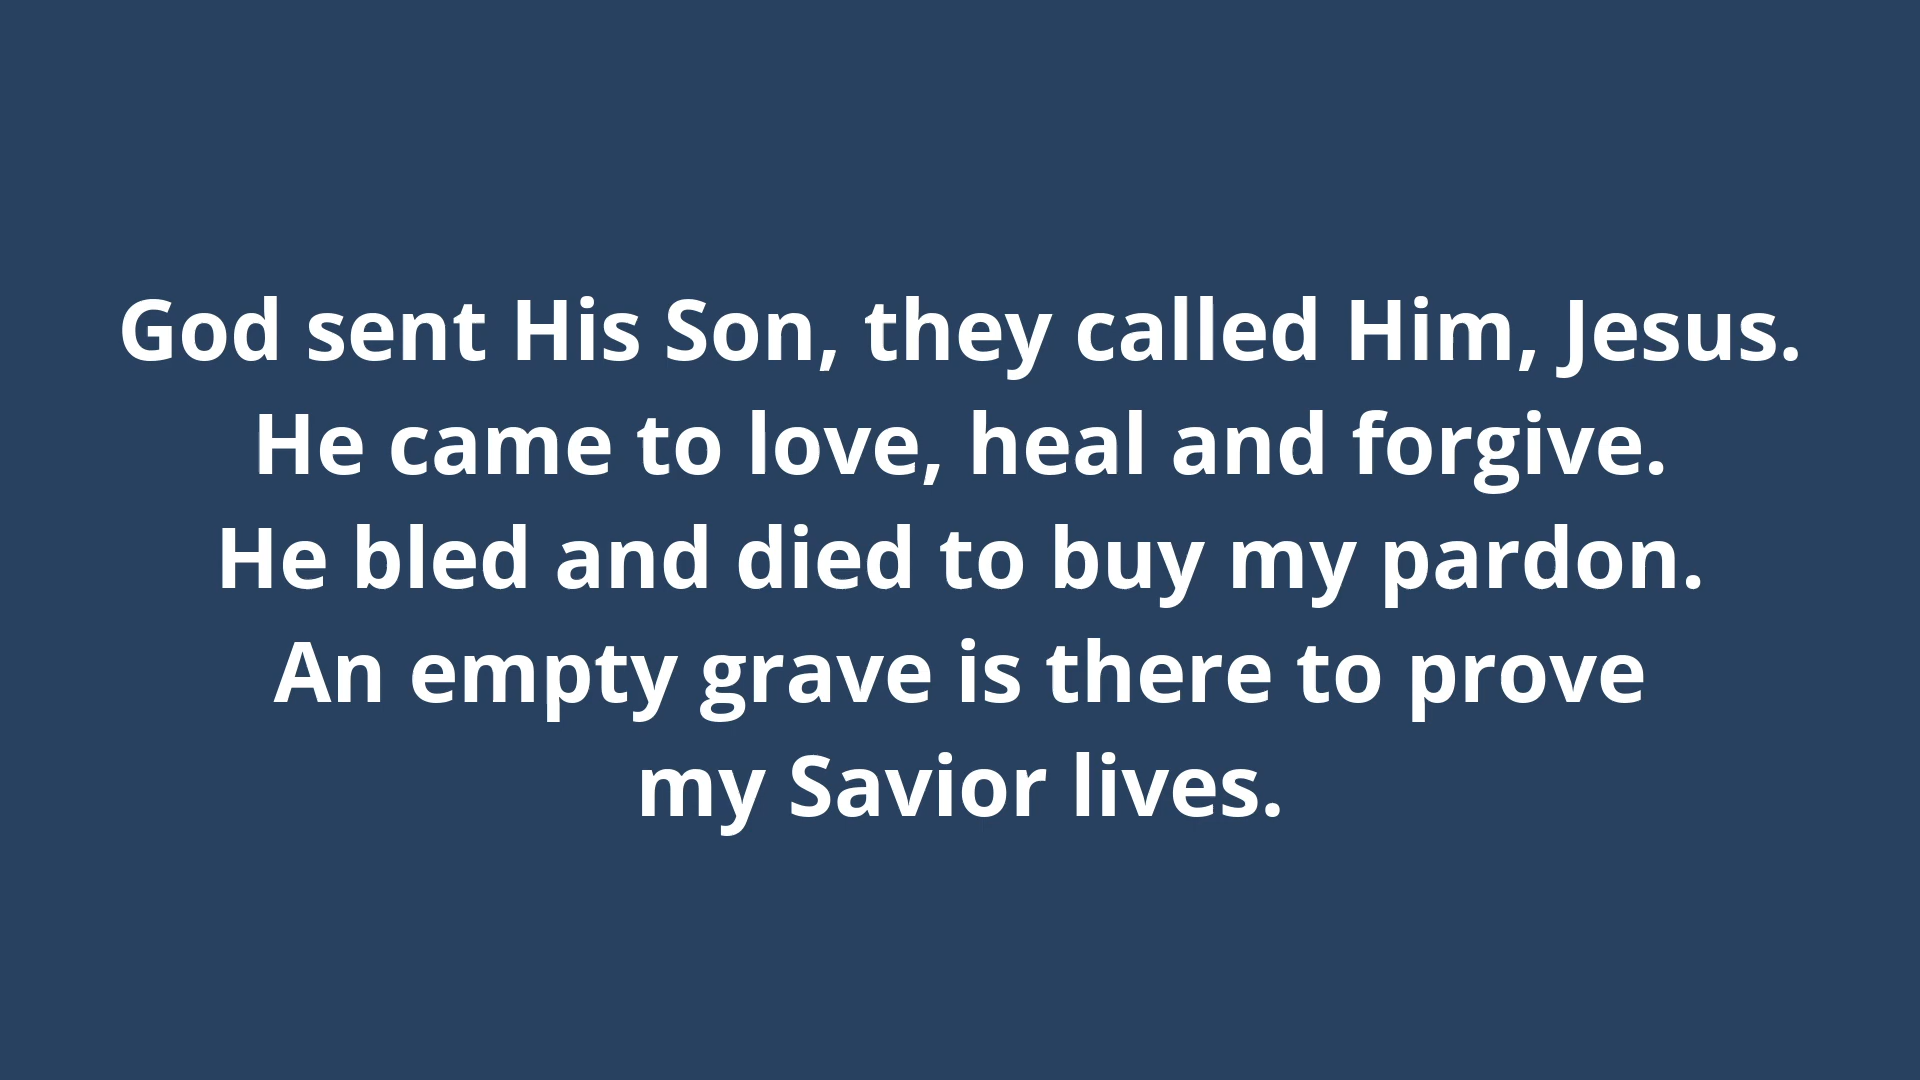 God sent His Son, they called Him, Jesus.
He came to love, heal and forgive.
He bled and died to buy my pardon.
An empty grave is there to prove
my Savior lives.